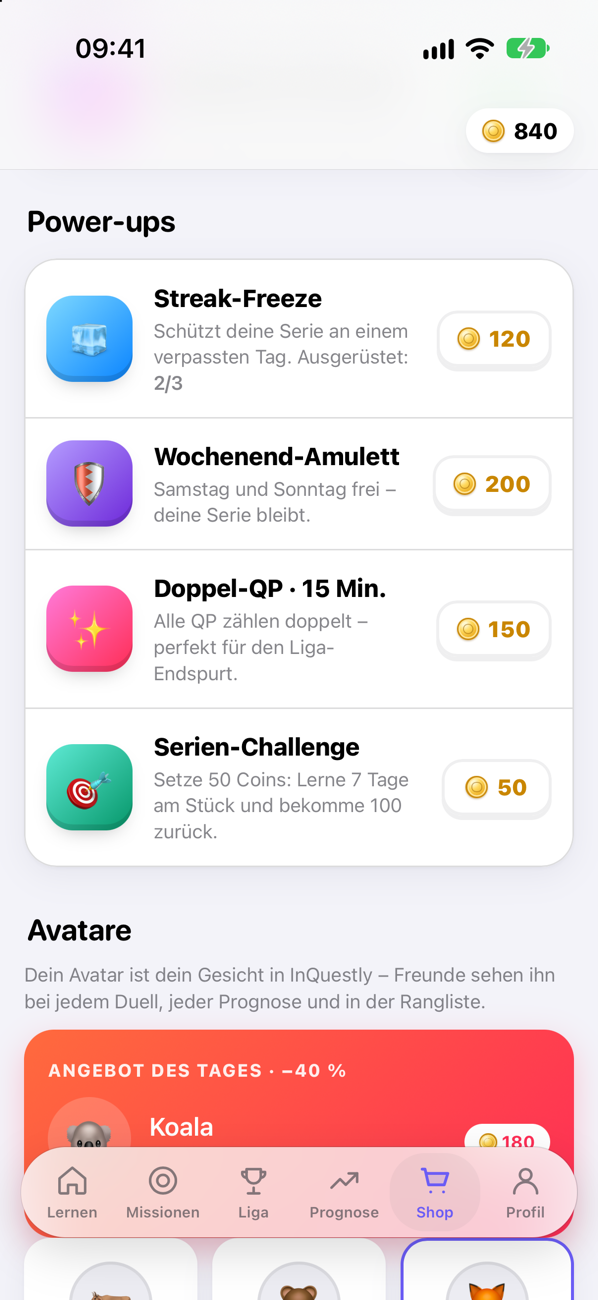 09:41
840
Power-ups
Streak-Freeze
Schützt deine Serie an einem
verpassten Tag. Ausgerüstet:
2/3
120
Wochenend-Amulett
Samstag und Sonntag frei –
deine Serie bleibt.
200
Doppel-QP · 15 Min.
Alle QP zählen doppelt –
perfekt für den Liga-
Endspurt.
150
Serien-Challenge
Setze 50 Coins: Lerne 7 Tage
am Stück und bekomme 100
zurück.
50
Avatare
Dein Avatar ist dein Gesicht in InQuestly – Freunde sehen ihn
bei jedem Duell, jeder Prognose und in der Rangliste.
ANGEBOT DES TAGES · −40 %
Koala
180
Lernen
Missionen
Liga
Prognose
Shop
Profil